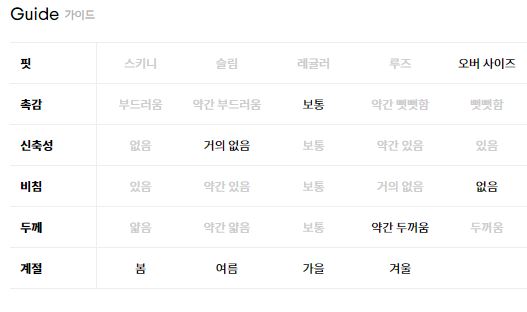 Guide 가이드
핏 스키니 슬림 레귤러 루즈 오버 사이즈
촉감 부드러움 약간 부드러움 보통 약간 뻣뻣함 뻣뻣함
신축성 없음 거의 없음 보통 약간 있음 있음
비침 있음 약간 있음 보통 거의 없음 없음
두께 얇음 약간 얇음 보통 약간 두꺼움 두꺼움
계절 봄 여름 가을 겨울